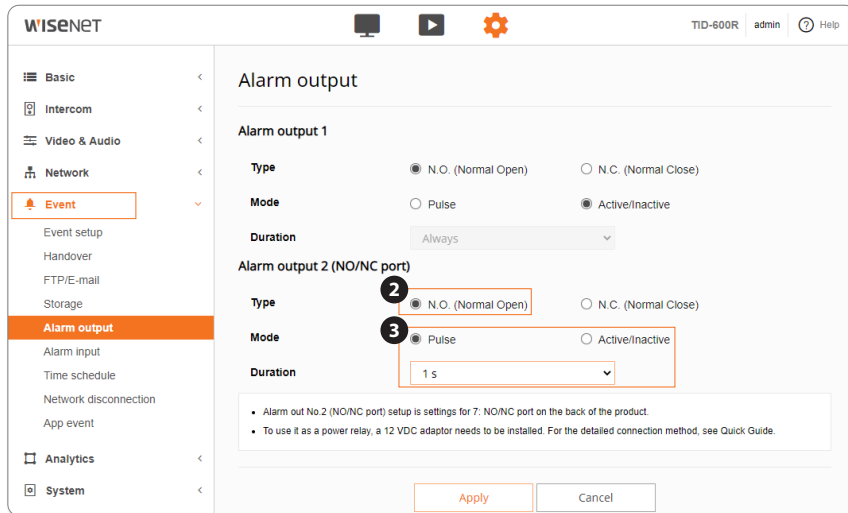 WISENET TID-600R admin ? Help
Basic
Intercom
Video & Audio
Network
Event
Event setup
Handover
FTP/E-mail
Storage
Alarm output
Alarm input
Time schedule
Network disconnection
App event
Analytics
System
Alarm output
Alarm output 1
Type N.O. (Normal Open) N.C. (Normal Close)
Mode Pulse Active/Inactive
Duration Always
Alarm output 2 (NO/NC port)
Type 2 N.O. (Normal Open) N.C. (Normal Close)
Mode 3 Pulse Active/Inactive
Duration 1 s
• Alarm out No.2 (NO/NC port) setup is settings for 7: NO/NC port on the back of the product.
• To use it as a power relay, a 12 VDC adaptor needs to be installed. For the detailed connection method, see Quick Guide.
Apply Cancel